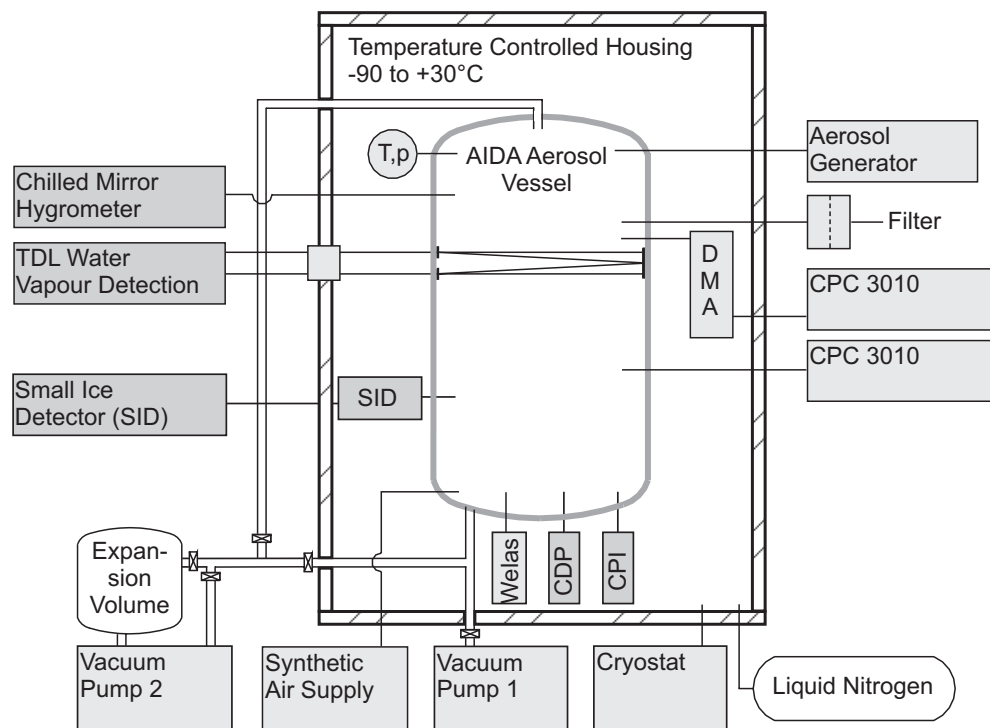 Temperature Controlled Housing
-90 to +30°C
T,p
AIDA Aerosol
Vessel
Aerosol
Generator
Chilled Mirror
Hygrometer
Filter
TDL Water
Vapour Detection
D
M
A
CPC 3010
CPC 3010
Small Ice
Detector (SID)
SID
Expan-
sion
Volume
Welas
CDP
CPI
Vacuum
Pump 2
Synthetic
Air Supply
Vacuum
Pump 1
Cryostat
Liquid Nitrogen